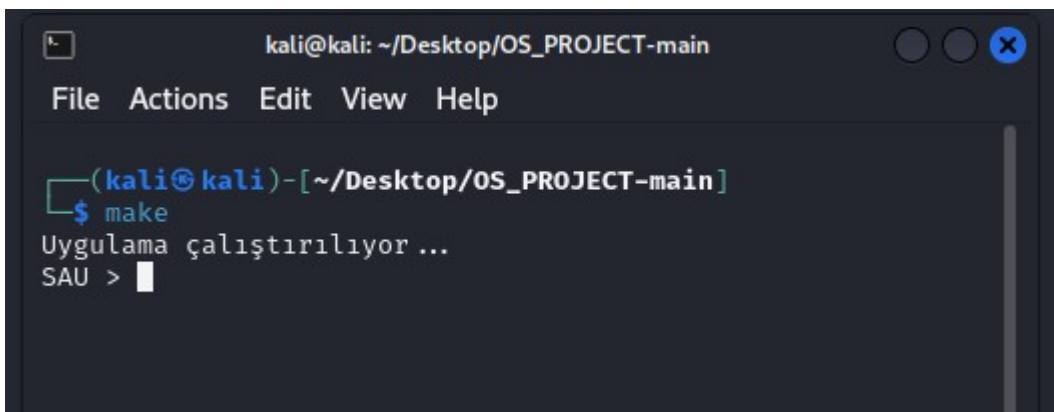 kali@kali: ~/Desktop/OS_PROJECT-main
File Actions Edit View Help
┌──(kali㉿kali)-[~/Desktop/OS_PROJECT-main]
└─$ make
Uygulama çalıştırılıyor...
SAU >